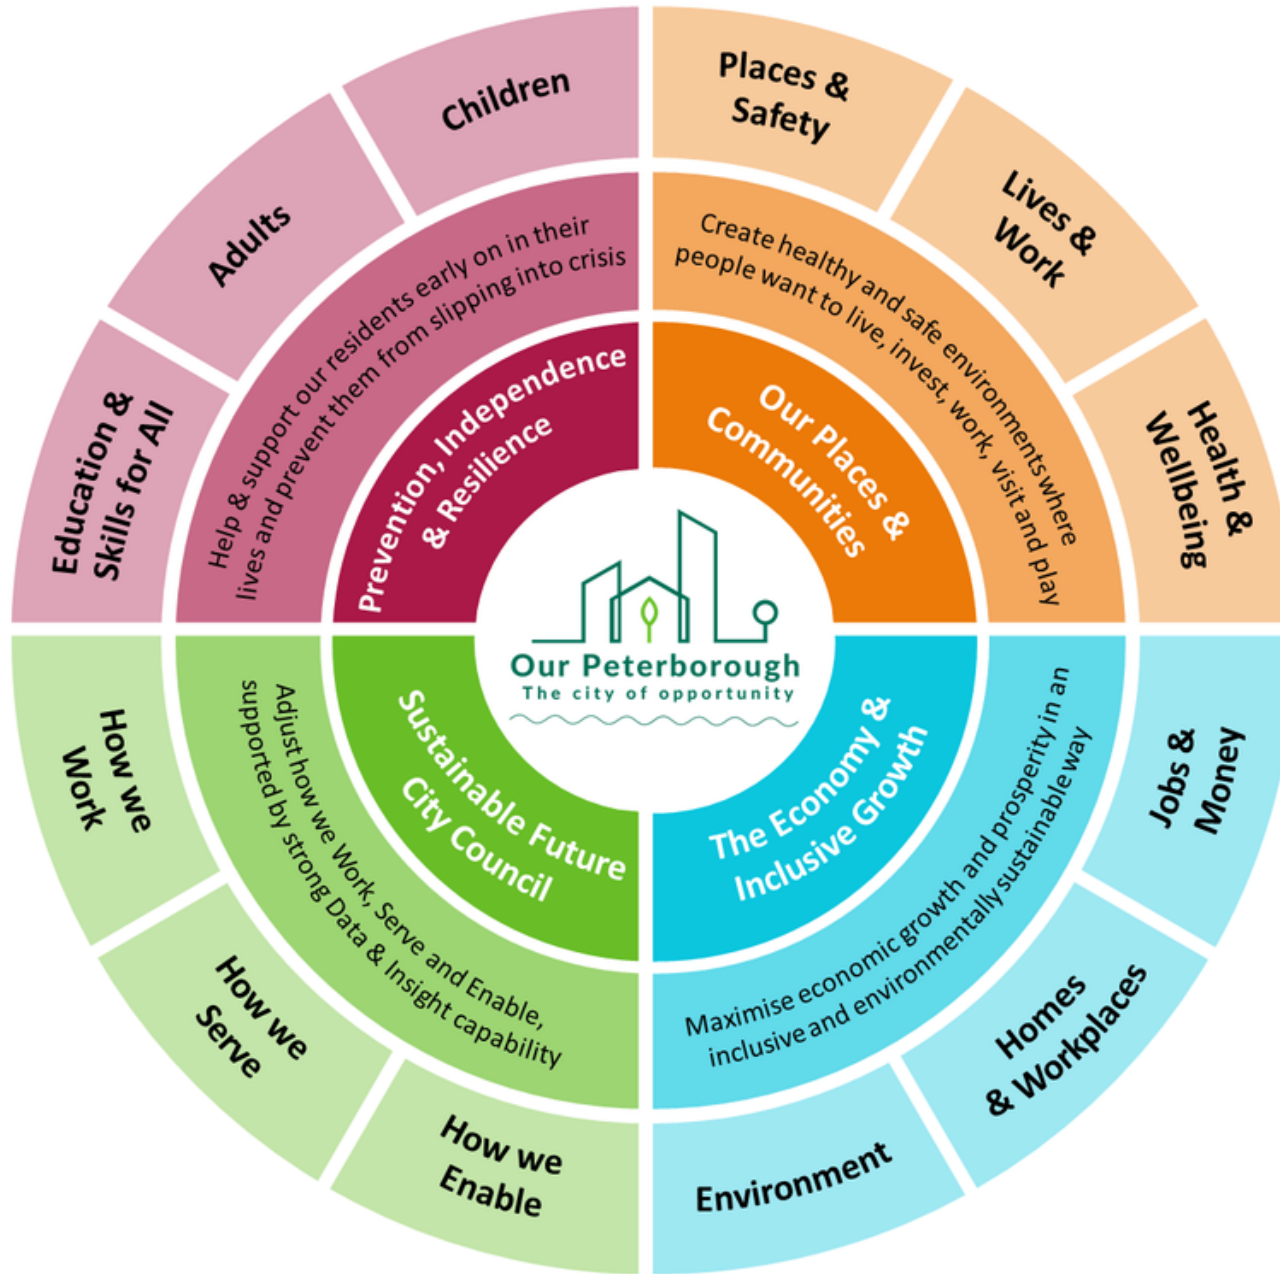 Children
Adults
Education &
Skills for All
Help & support our residents early on in their
lives and prevent them from slipping into crisis
Prevention, Independence
& Resilience
Places &
Safety
Lives &
Work
Health &
Wellbeing
Create healthy and safe environments where
people want to live, invest, work, visit and play
Our Places &
Communities
Our Peterborough
The city of opportunity
How we
Work
How we
Serve
How we
Enable
Adjust how we Work, Serve and Enable,
supported by strong Data & Insight capability
Sustainable Future
City Council
The Economy &
Inclusive Growth
Maximise economic growth and prosperity in an
inclusive and environmentally sustainable way
Jobs &
Money
Homes
& Workplaces
Environment